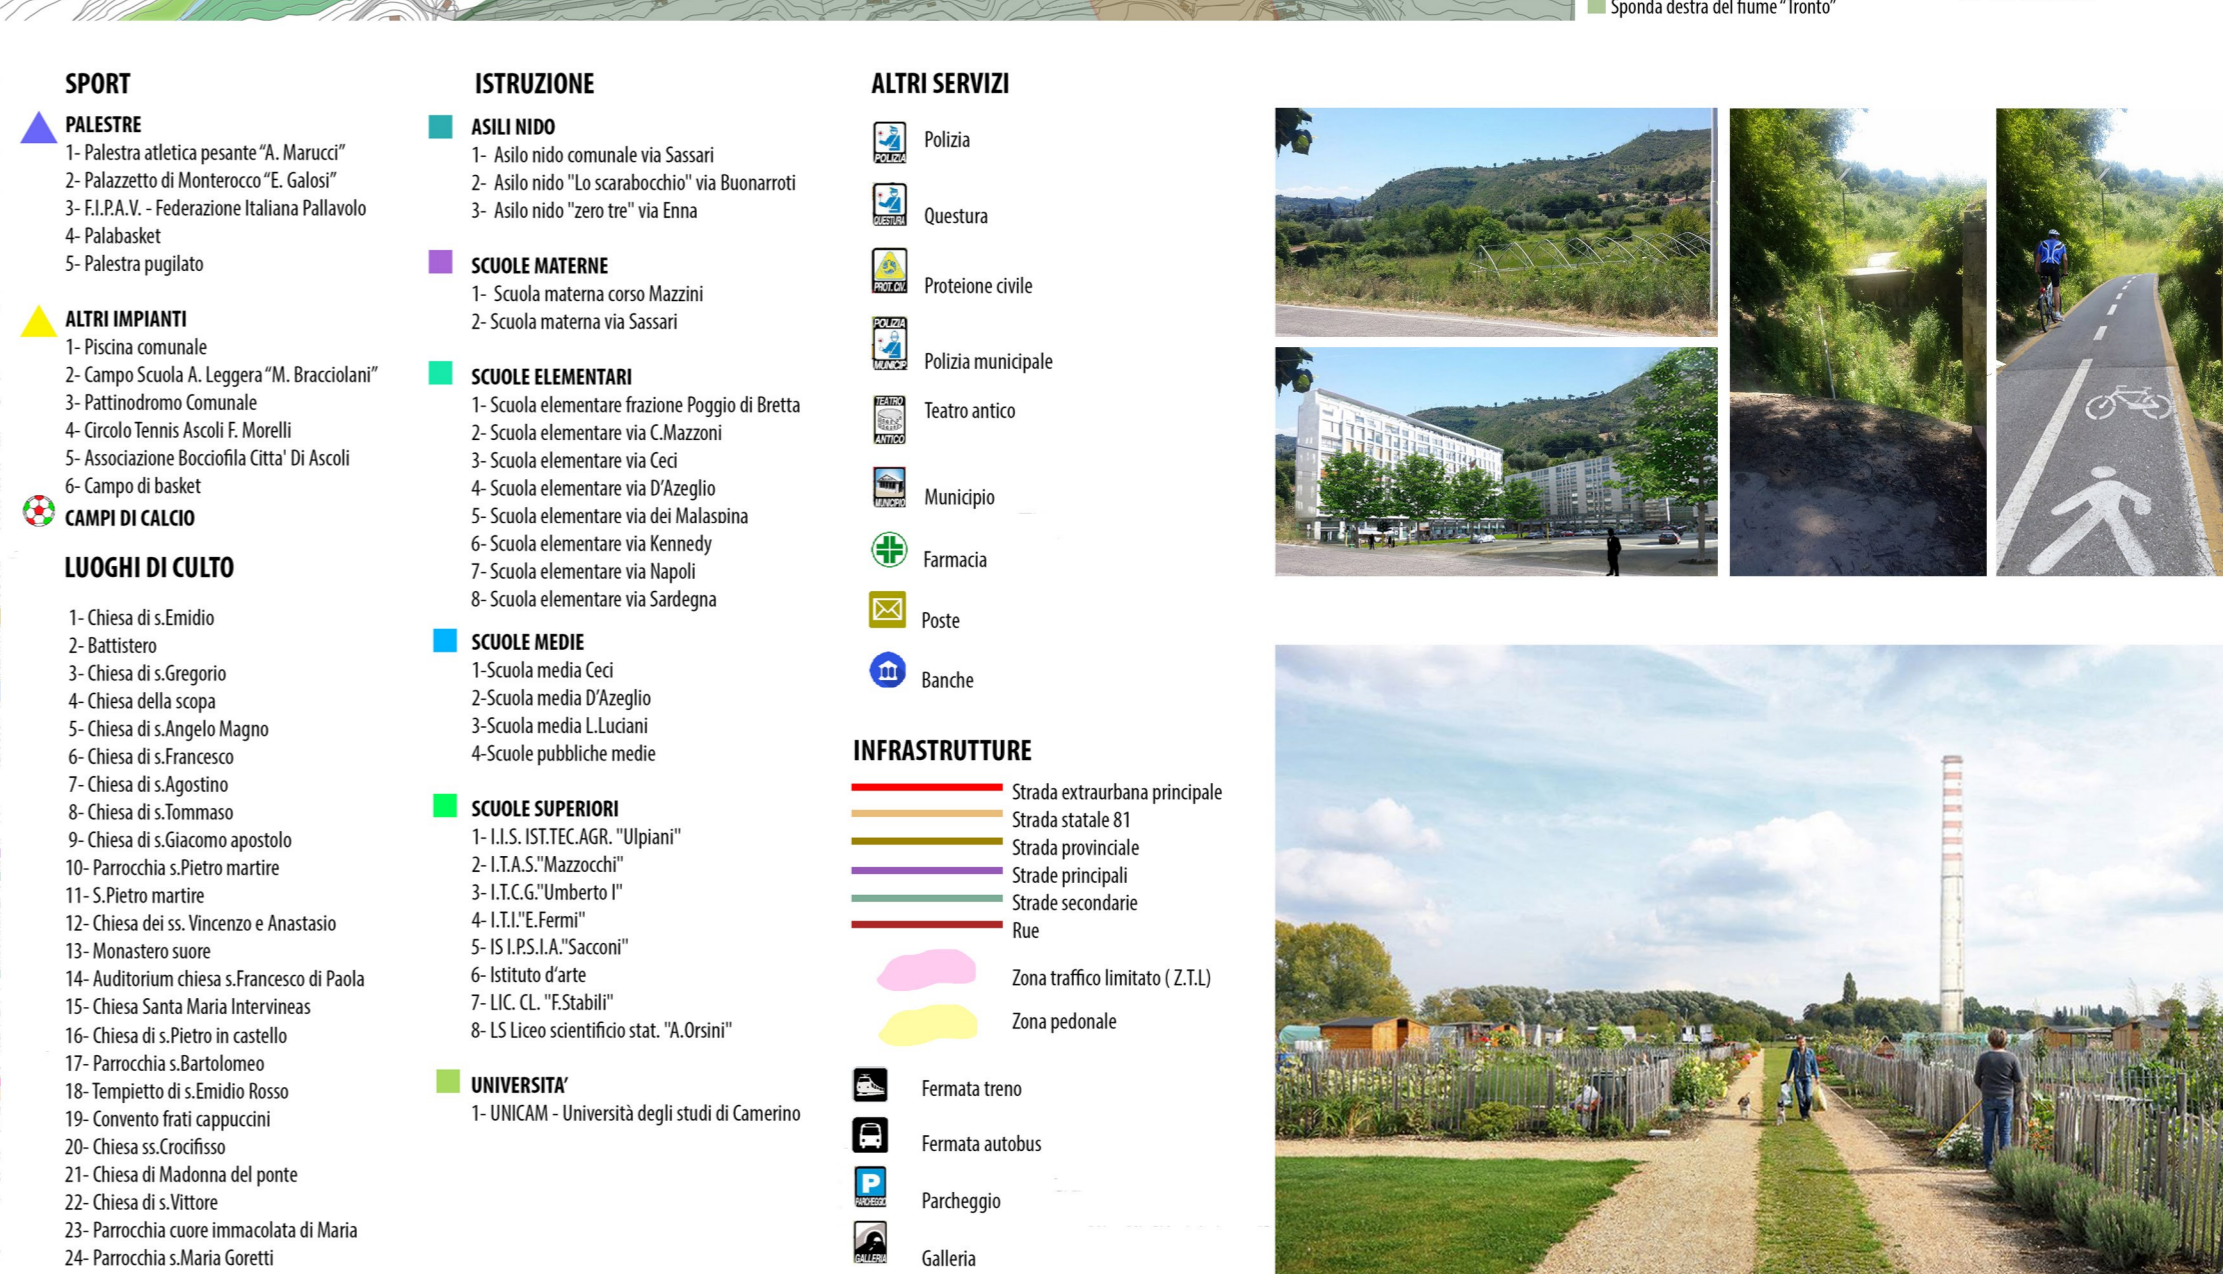 Sponda destra del fiume “Tronto”
SPORT
PALESTRE
1- Palestra atletica pesante “A. Marucci”
2- Palazzetto di Monterocco “E. Galosi”
3- F.I.P.A.V. - Federazione Italiana Pallavolo
4- Palabasket
5- Palestra pugilato
ALTRI IMPIANTI
1- Piscina comunale
2- Campo Scuola A. Leggera “M. Bracciolani”
3- Pattinodromo Comunale
4- Circolo Tennis Ascoli F. Morelli
5- Associazione Bocciofila Citta' Di Ascoli
6- Campo di basket
CAMPI DI CALCIO
LUOGHI DI CULTO
1- Chiesa di s.Emidio
2- Battistero
3- Chiesa di s.Gregorio
4- Chiesa della scopa
5- Chiesa di s.Angelo Magno
6- Chiesa di s.Francesco
7- Chiesa di s.Agostino
8- Chiesa di s.Tommaso
9- Chiesa di s.Giacomo apostolo
10- Parrocchia s.Pietro martire
11- S.Pietro martire
12- Chiesa dei ss. Vincenzo e Anastasio
13- Monastero suore
14- Auditorium chiesa s.Francesco di Paola
15- Chiesa Santa Maria Intervineas
16- Chiesa di s.Pietro in castello
17- Parrocchia s.Bartolomeo
18- Tempietto di s.Emidio Rosso
19- Convento frati cappuccini
20- Chiesa ss.Crocifisso
21- Chiesa di Madonna del ponte
22- Chiesa di s.Vittore
23- Parrocchia cuore immacolata di Maria
24- Parrocchia s.Maria Goretti
ISTRUZIONE
ASILI NIDO
1- Asilo nido comunale via Sassari
2- Asilo nido "Lo scarabocchio" via Buonarroti
3- Asilo nido "zero tre" via Enna
SCUOLE MATERNE
1- Scuola materna corso Mazzini
2- Scuola materna via Sassari
SCUOLE ELEMENTARI
1- Scuola elementare frazione Poggio di Bretta
2- Scuola elementare via C.Mazzoni
3- Scuola elementare via Ceci
4- Scuola elementare via D’Azeglio
5- Scuola elementare via dei Malaspina
6- Scuola elementare via Kennedy
7- Scuola elementare via Napoli
8- Scuola elementare via Sardegna
SCUOLE MEDIE
1-Scuola media Ceci
2-Scuola media D’Azeglio
3-Scuola media L.Luciani
4-Scuole pubbliche medie
SCUOLE SUPERIORI
1- I.I.S. IST.TEC.AGR. "Ulpiani"
2- I.T.A.S."Mazzocchi"
3- I.T.C.G."Umberto I"
4- I.T.I."E.Fermi"
5- IS I.P.S.I.A."Sacconi"
6- Istituto d’arte
7- LIC. CL. "F.Stabili"
8- LS Liceo scientificio stat. "A.Orsini"
UNIVERSITA’
1- UNICAM - Università degli studi di Camerino
ALTRI SERVIZI
POLIZIA
Polizia
QUESTURA
Questura
PROT. CIV.
Proteione civile
POLIZIA
MUNICIP.
Polizia municipale
TEATRO
ANTICO
Teatro antico
MUNICIPIO
Municipio
Farmacia
Poste
Banche
INFRASTRUTTURE
Strada extraurbana principale
Strada statale 81
Strada provinciale
Strade principali
Strade secondarie
Rue
Zona traffico limitato ( Z.T.L)
Zona pedonale
Fermata treno
Fermata autobus
P
PARCHEGGIO
Parcheggio
GALLERIA
Galleria